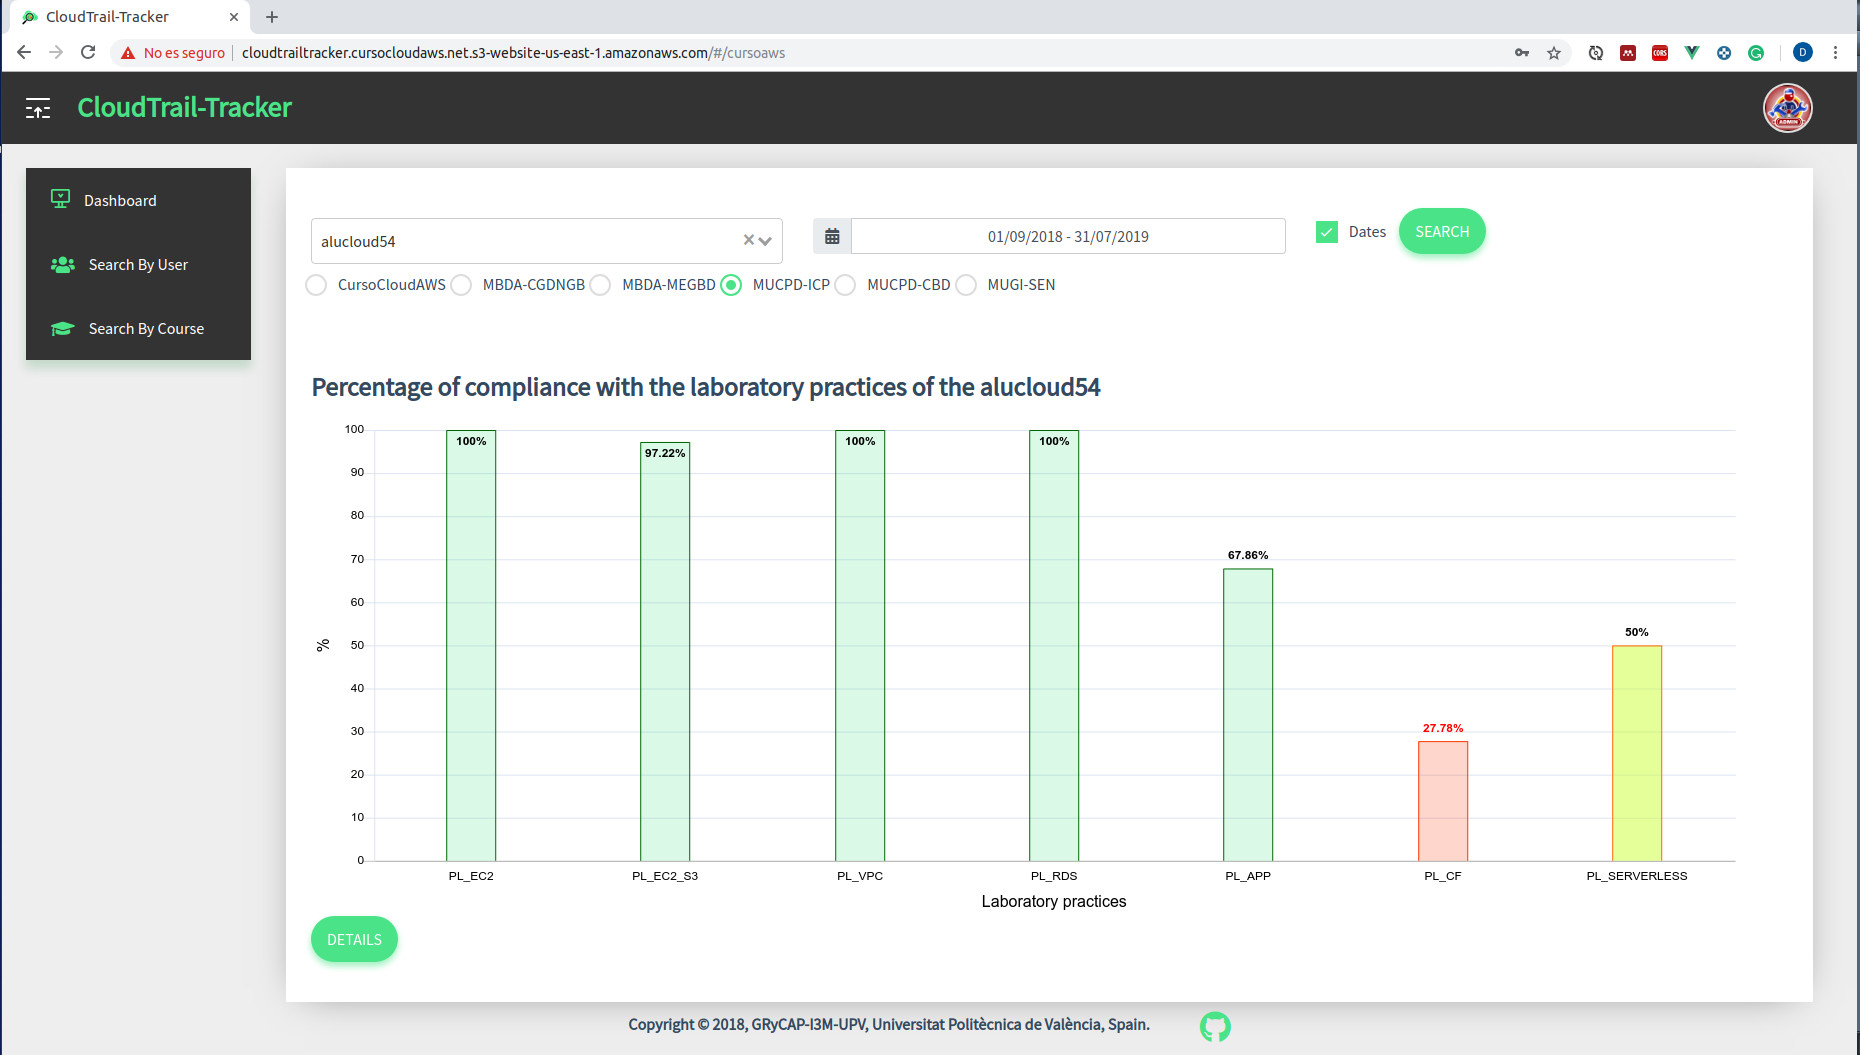 CloudTrail-Tracker
No es seguro
cloudtrailtracker.cursocloudaws.net.s3-website-us-east-1.amazonaws.com/#/cursoaws
CORS
D
CloudTrail-Tracker
ADMIN
Dashboard
Search By User
Search By Course
alucloud54
01/09/2018 - 31/07/2019
Dates
SEARCH
CursoCloudAWS
MBDA-CGDNGB
MBDA-MEGBD
MUCPD-ICP
MUCPD-CBD
MUGI-SEN
Percentage of compliance with the laboratory practices of the alucloud54
100
90
80
70
60
50
40
30
20
10
0
%
100%
97.22%
100%
100%
67.86%
27.78%
50%
PL_EC2
PL_EC2_S3
PL_VPC
PL_RDS
PL_APP
PL_CF
PL_SERVERLESS
Laboratory practices
DETAILS
Copyright © 2018, GRyCAP-I3M-UPV, Universitat Politècnica de València, Spain.